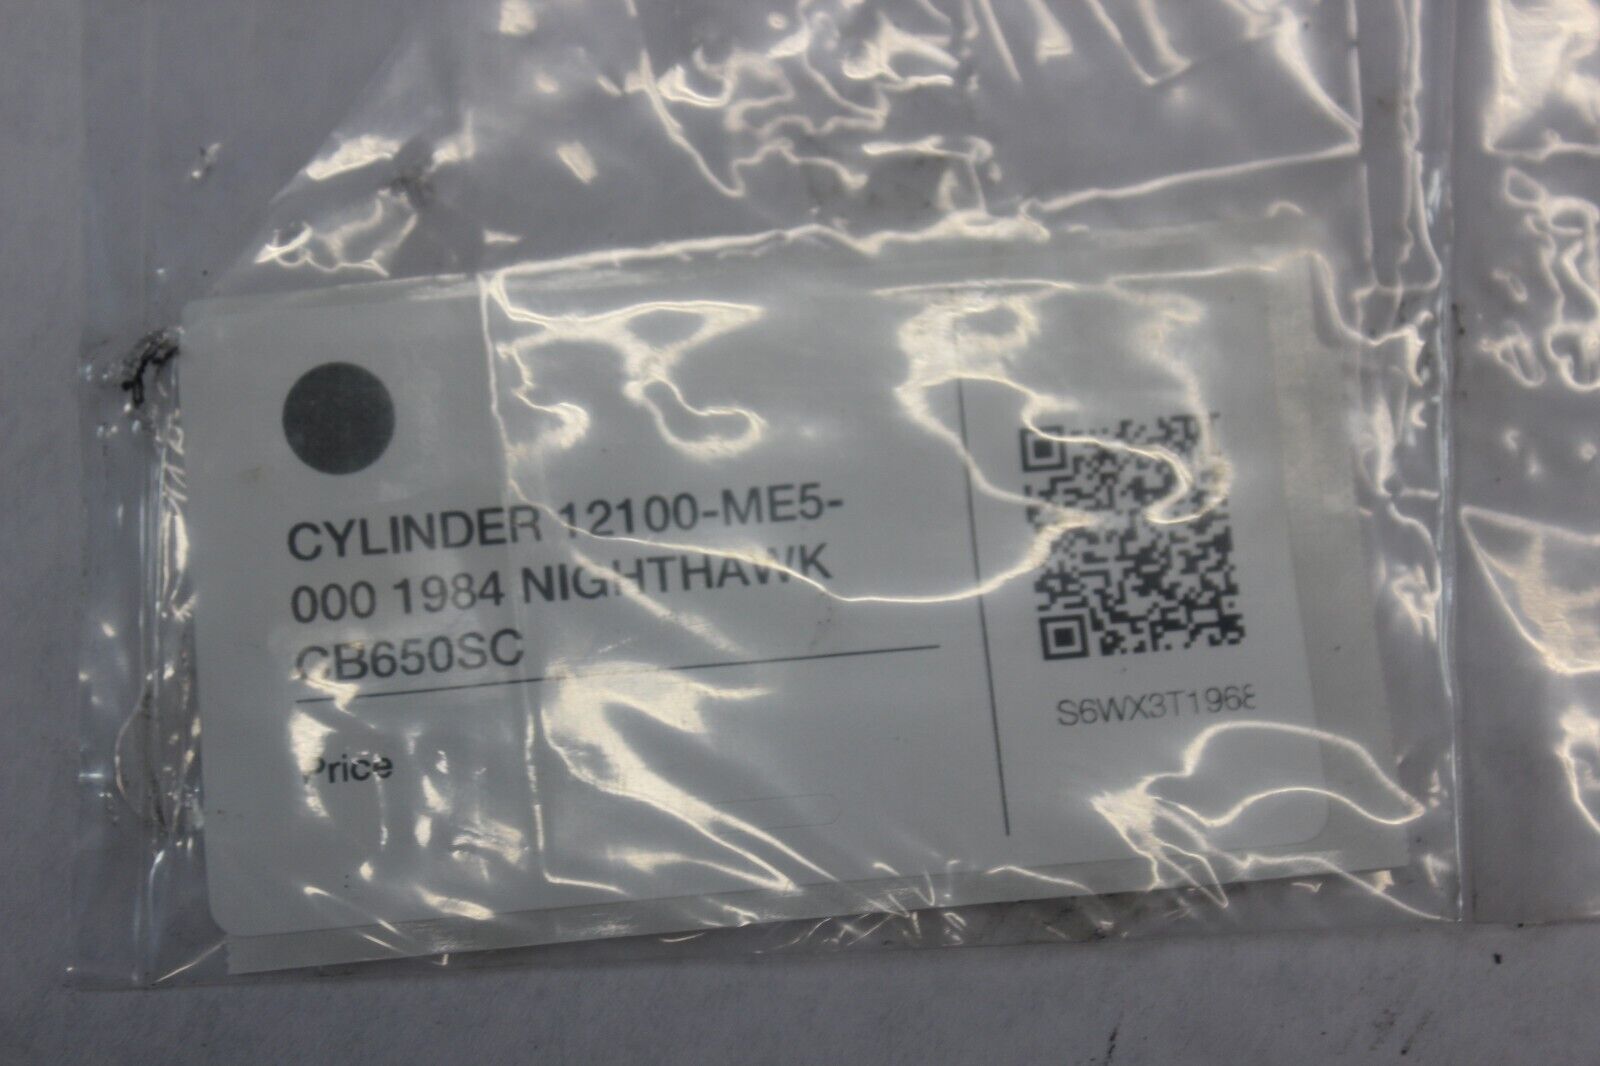 CYLINDER 12100-ME5-
000 1984 NIGHTHAWK
CB650SC
Price
S6WX3T1968